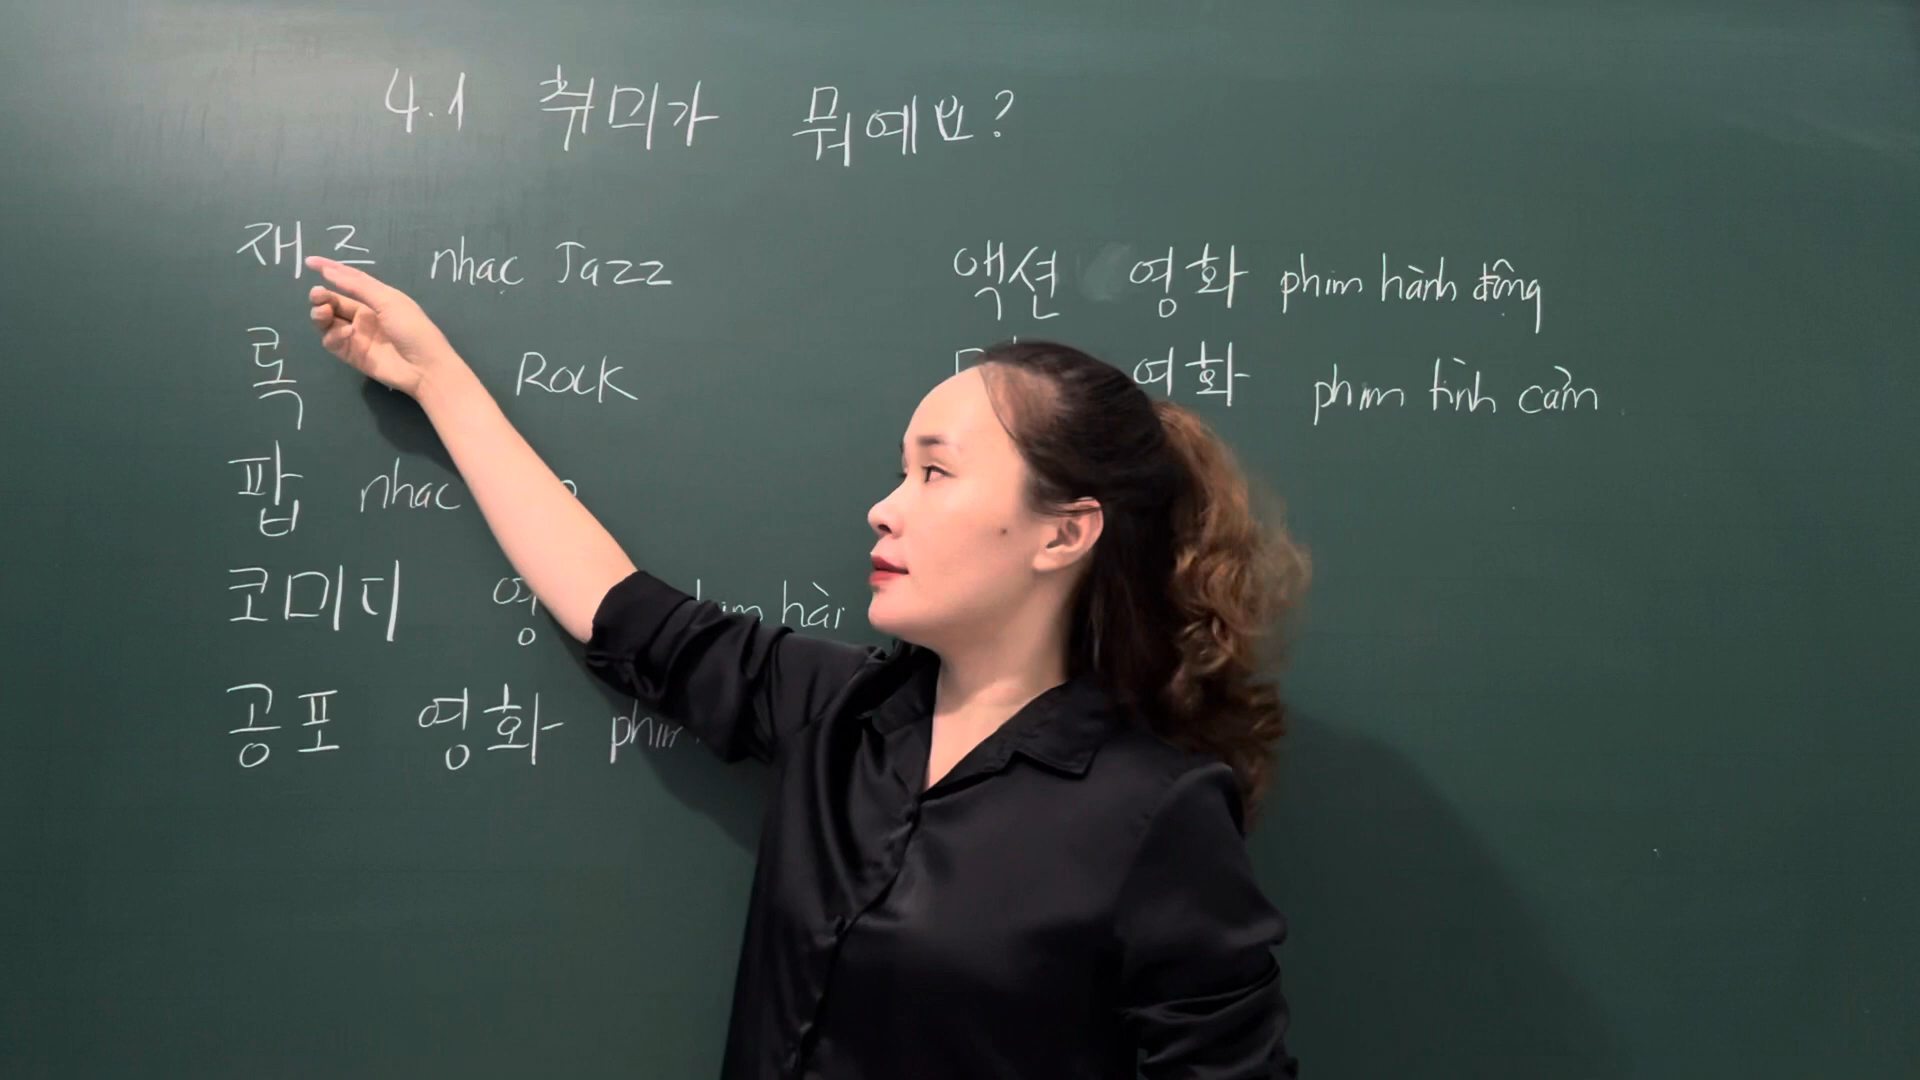 4.1 취미가 뭐예요?
재즈 nhạc Jazz
록 Rock
팝 nhạc
코미디 phim hài
공포 영화 phim
액션 영화 phim hành động
영화 phim tình cảm